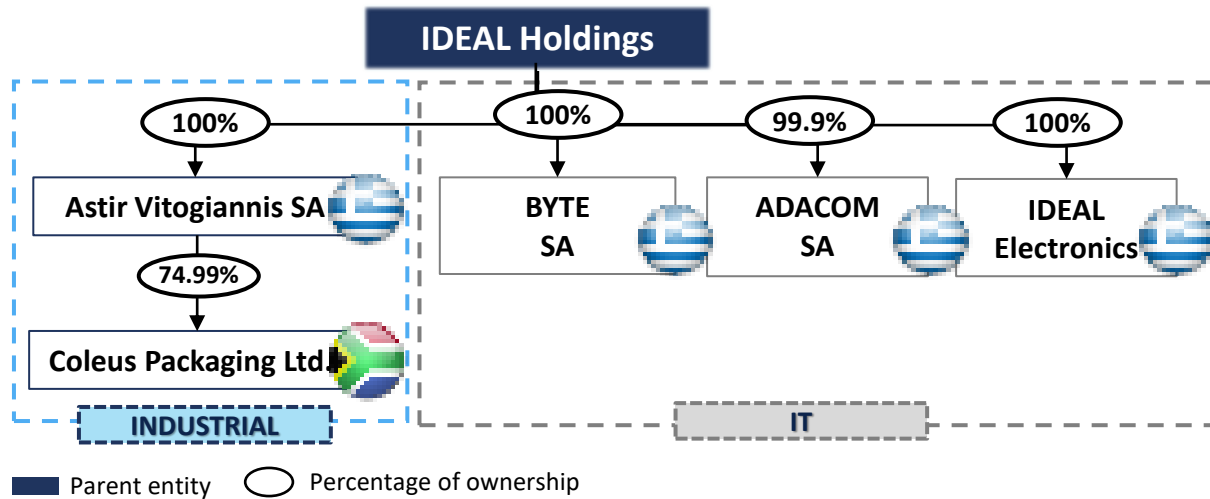 IDEAL Holdings
100%
100%
99.9%
100%
Astir Vitogiannis SA
BYTE
SA
ADACOM
SA
IDEAL
Electronics
74.99%
Coleus Packaging Ltd.
INDUSTRIAL
IT
Parent entity
Percentage of ownership